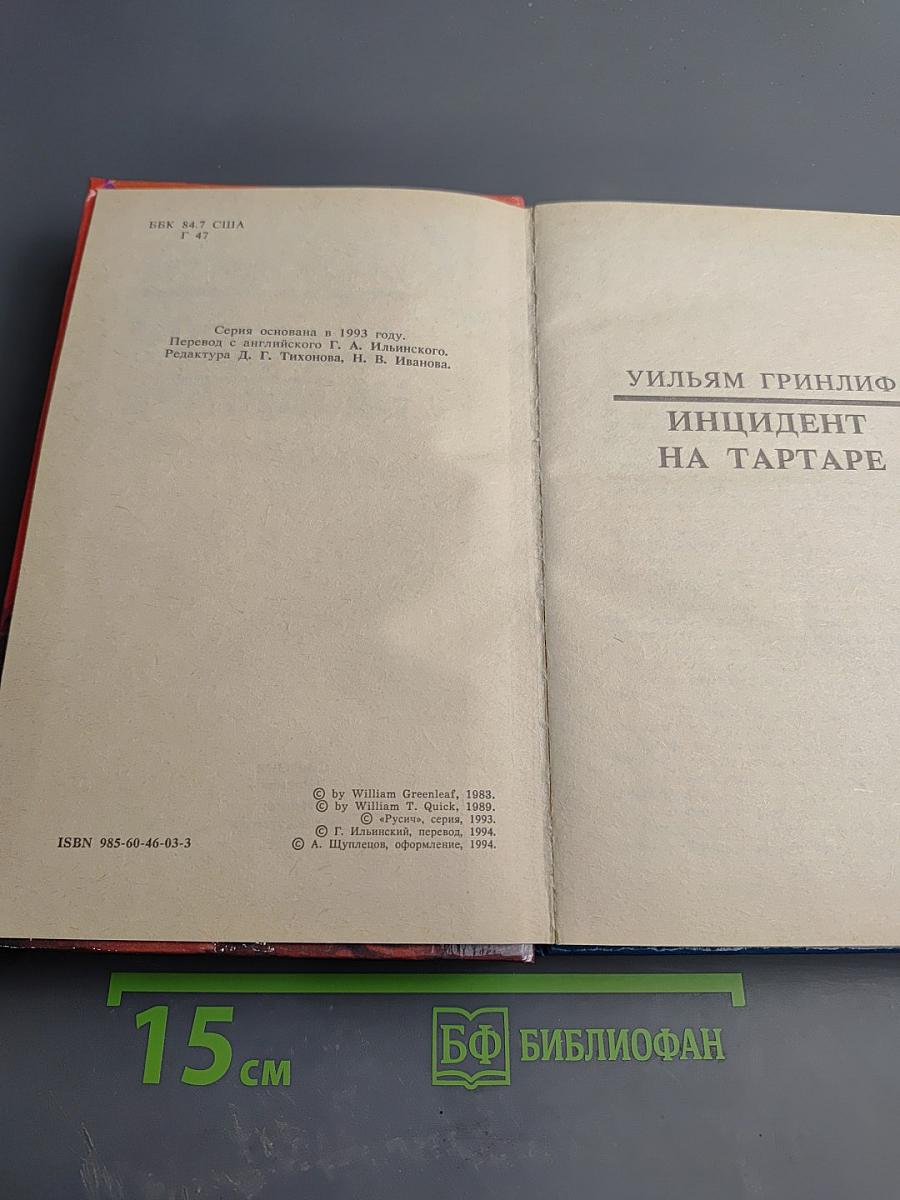 ББК 84.7 США
Г 47
Серия основана в 1993 году.
Перевод с английского Г. А. Ильинского.
Редактура Д. Г. Тихонова, Н. В. Иванова.
© by William Greenleaf, 1983.
© by William T. Quick, 1989.
© «Русич», серия, 1993.
© Г. Ильинский, перевод, 1994.
© А. Щуплецов, оформление, 1994.
ISBN 985-60-46-03-3
УИЛЬЯМ ГРИНЛИФ
ИНЦИДЕНТ
НА ТАРТАРЕ
15 см
БФ БИБЛИОФАН